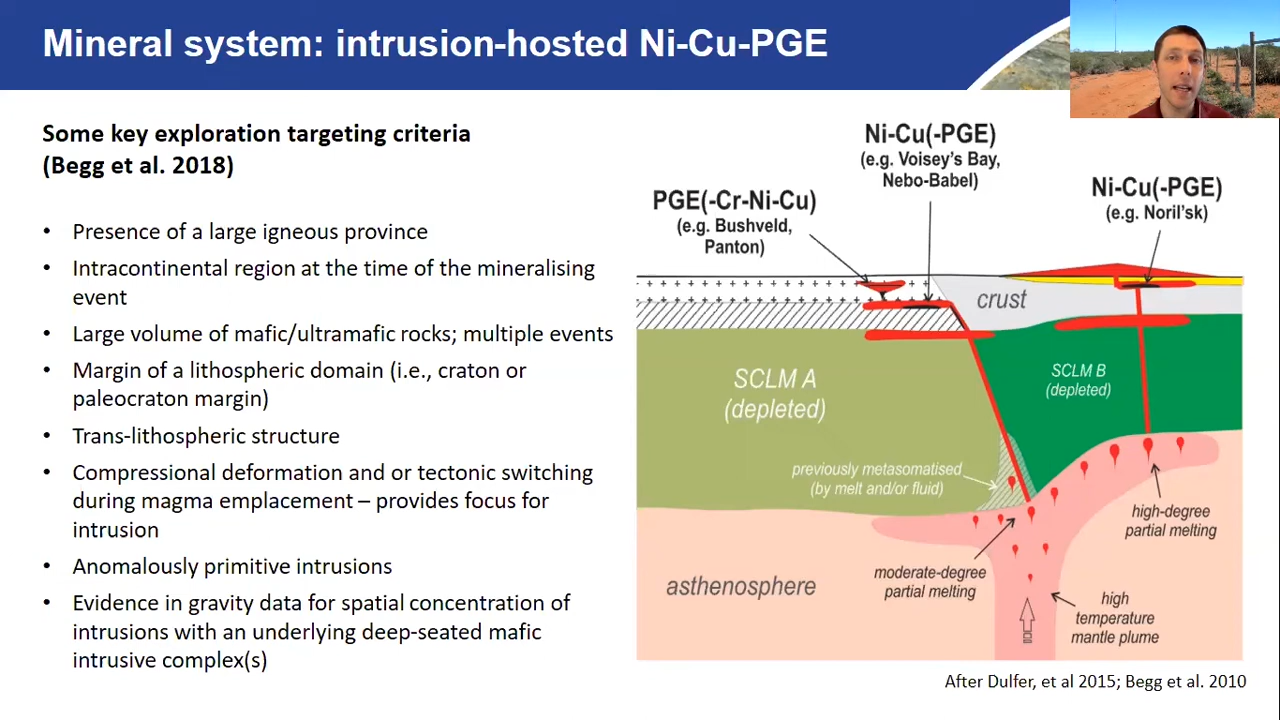 Mineral system: intrusion-hosted Ni-Cu-PGE
Some key exploration targeting criteria
(Begg et al. 2018)
• Presence of a large igneous province
• Intracontinental region at the time of the mineralising
event
• Large volume of mafic/ultramafic rocks; multiple events
• Margin of a lithospheric domain (i.e., craton or
paleocraton margin)
• Trans-lithospheric structure
• Compressional deformation and or tectonic switching
during magma emplacement – provides focus for
intrusion
• Anomalously primitive intrusions
• Evidence in gravity data for spatial concentration of
intrusions with an underlying deep-seated mafic
intrusive complex(s)
Ni-Cu(-PGE)
(e.g. Voisey's Bay,
Nebo-Babel)
PGE(-Cr-Ni-Cu)
(e.g. Bushveld,
Panton)
Ni-Cu(-PGE)
(e.g. Noril'sk)
crust
SCLM A
(depleted)
SCLM B
(depleted)
previously metasomatised
(by melt and/or fluid)
high-degree
partial melting
moderate-degree
partial melting
asthenosphere
high
temperature
mantle plume
After Dulfer, et al 2015; Begg et al. 2010